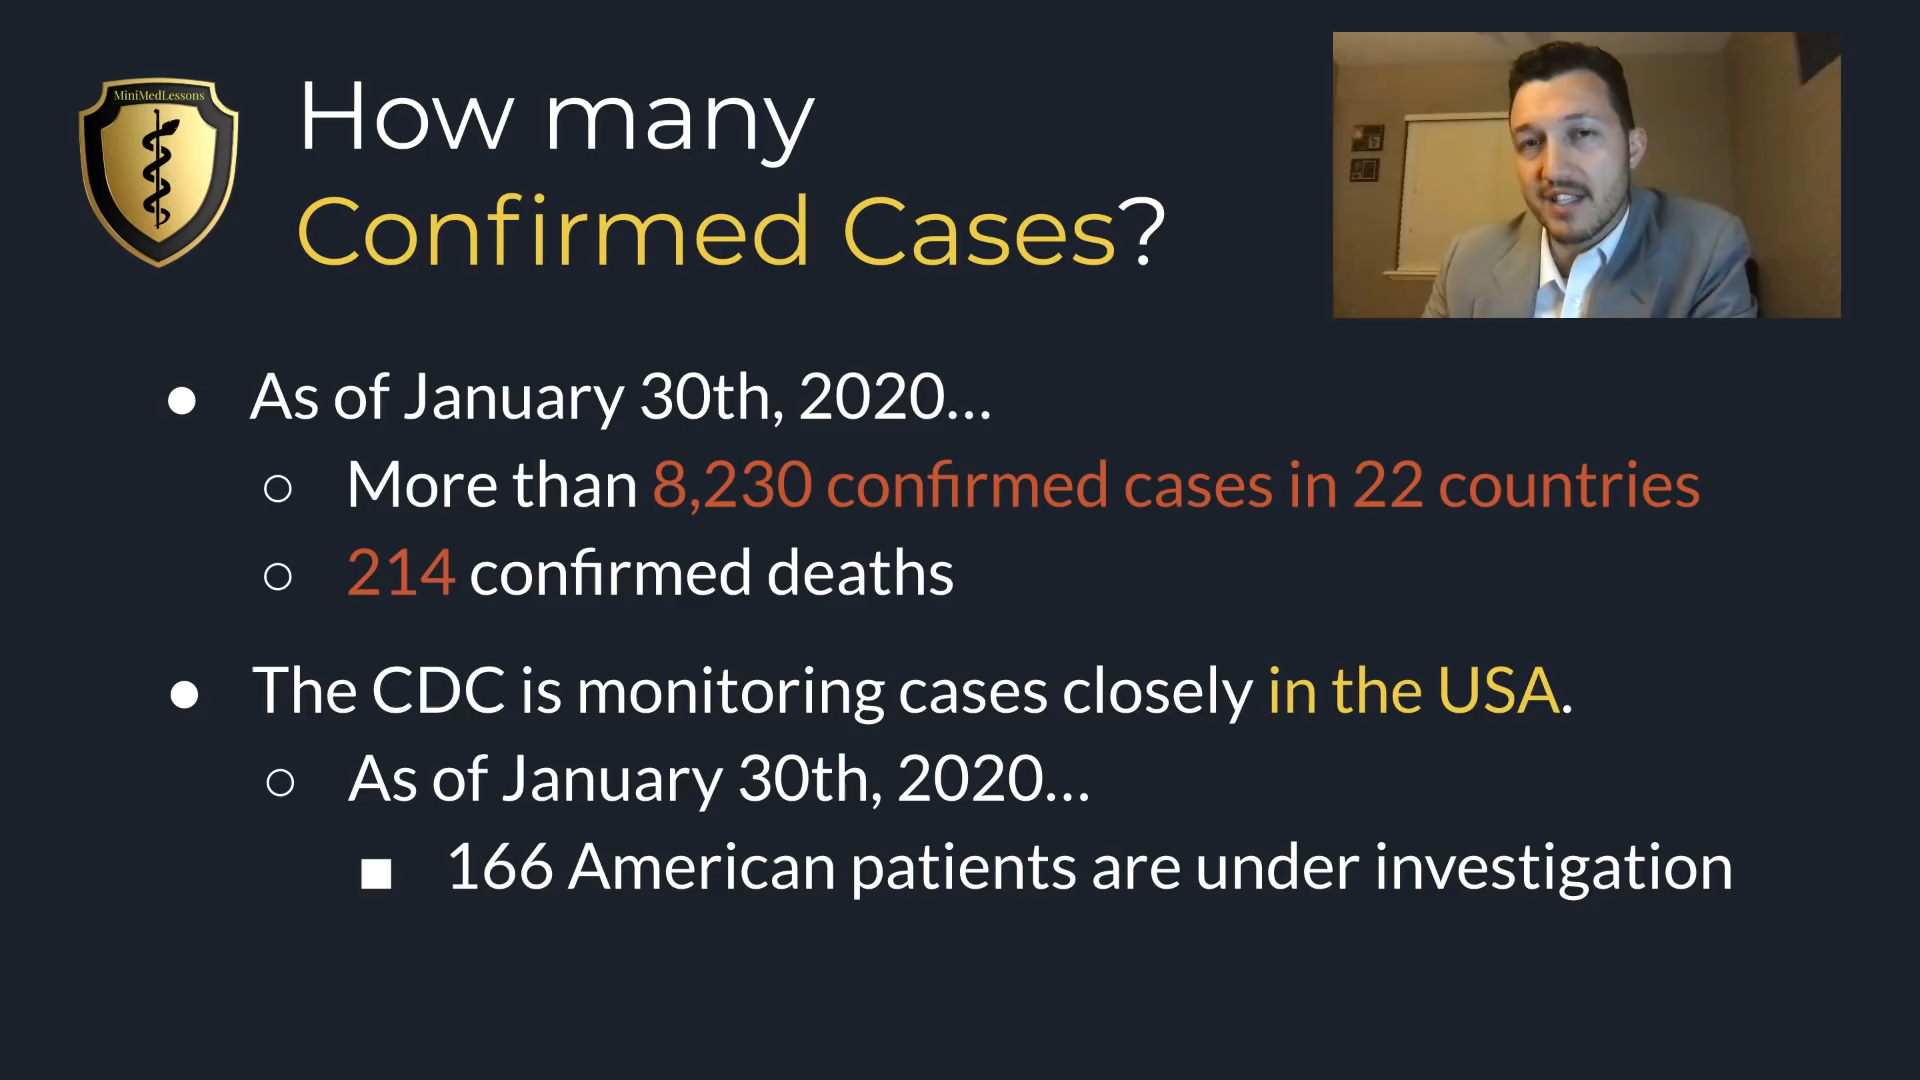 MiniMedLessons
How many
Confirmed Cases?
● As of January 30th, 2020...
○ More than 8,230 confirmed cases in 22 countries
○ 214 confirmed deaths
● The CDC is monitoring cases closely in the USA.
○ As of January 30th, 2020...
■ 166 American patients are under investigation